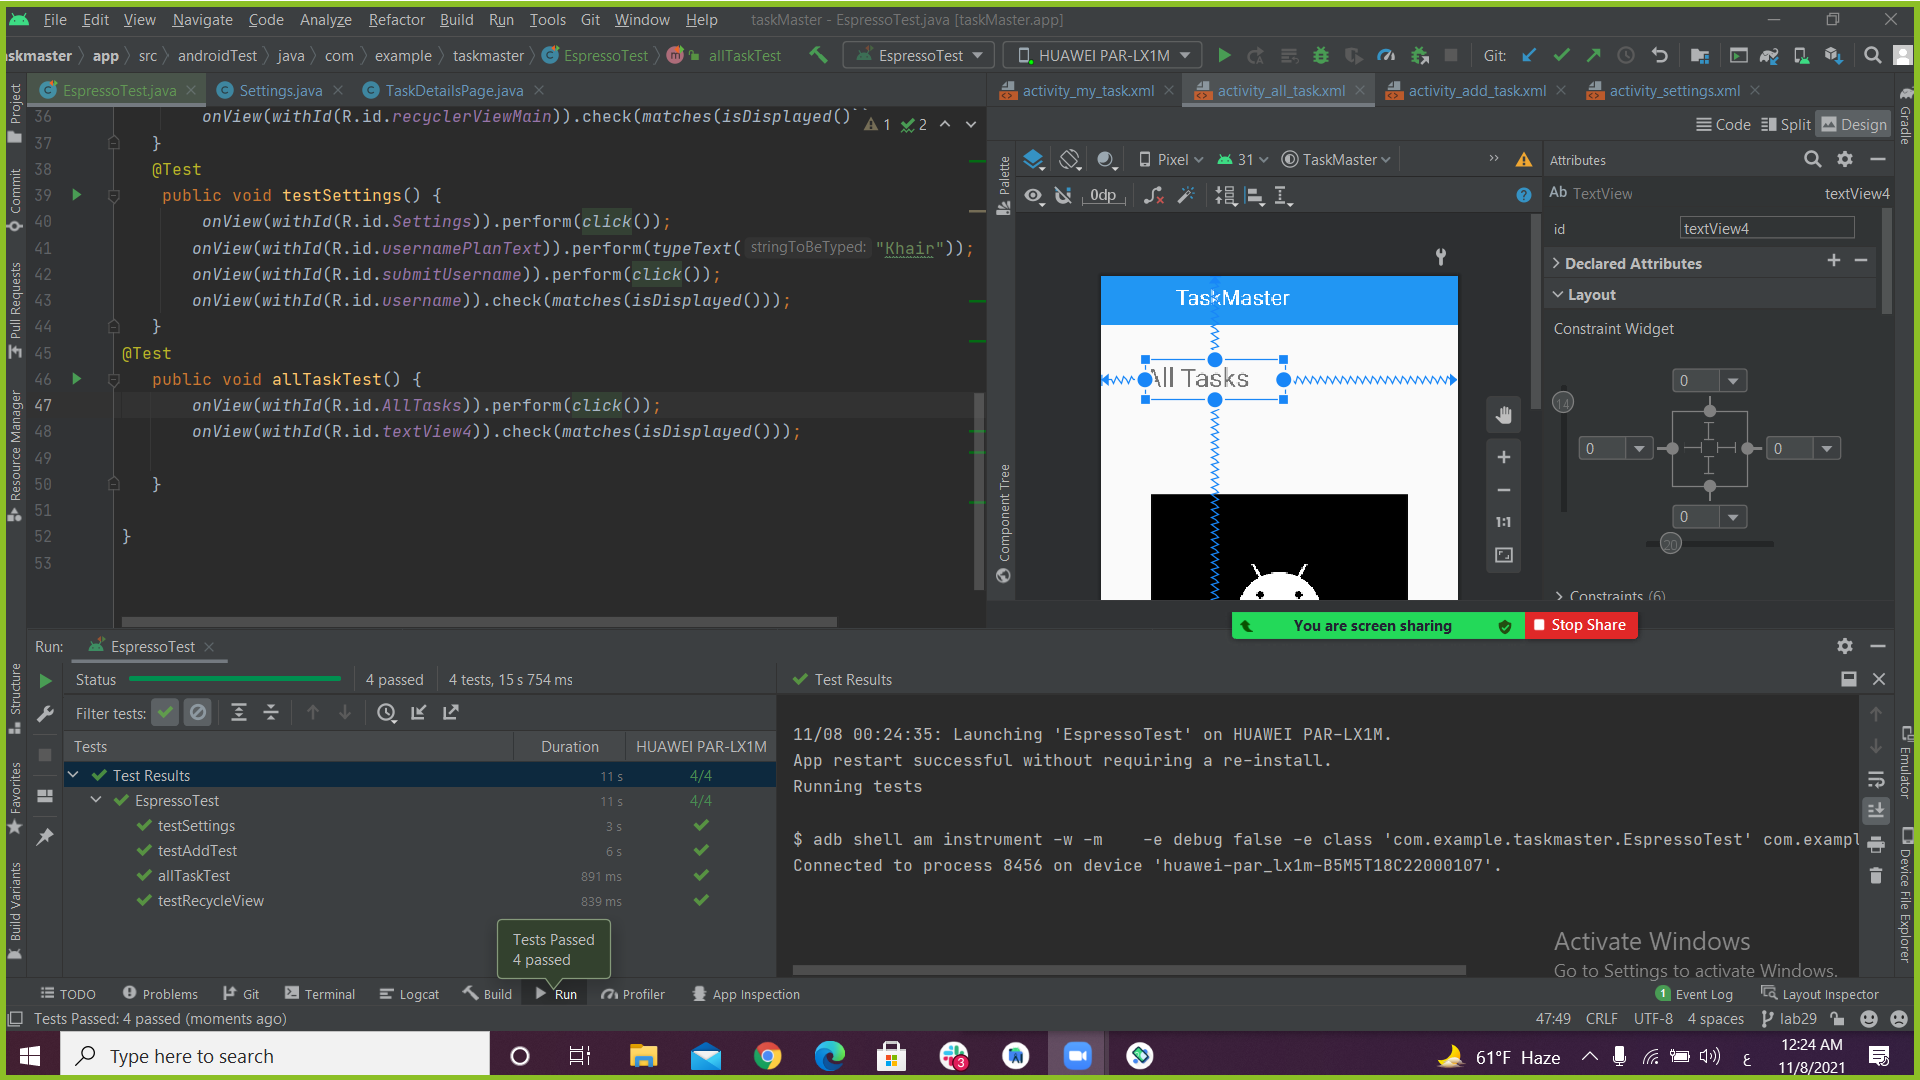 File Edit View Navigate Code Analyze Refactor Build Run Tools Git Window Help taskMaster - EspressoTest.java [taskMaster.app]
askmaster app src androidTest java com example taskmaster EspressoTest allTaskTest EspressoTest HUAWEI PAR-LX1M Git:
EspressoTest.java Settings.java TaskDetailsPage.java activity_my_task.xml activity_all_task.xml activity_add_task.xml activity_settings.xml
Project
Commit
Pull Requests
Resource Manager
Structure
Favorites
Build Variants
36 onView(withId(R.id.recyclerViewMain)).check(matches(isDisplayed() 1 2
37 }
38 @Test
39 public void testSettings() {
40 onView(withId(R.id.Settings)).perform(click());
41 onView(withId(R.id.usernamePlanText)).perform(typeText( stringToBeTyped: "Khair"));
42 onView(withId(R.id.submitUsername)).perform(click());
43 onView(withId(R.id.username)).check(matches(isDisplayed()));
44 }
45 @Test
46 public void allTaskTest() {
47 onView(withId(R.id.AllTasks)).perform(click());
48 onView(withId(R.id.textView4)).check(matches(isDisplayed()));
49
50 }
51
52 }
53
Code Split Design
Palette
Component Tree
Pixel 31 TaskMaster
0dp
TaskMaster
All Tasks
1:1
Attributes
Ab TextView textView4
id textView4
Declared Attributes
Layout
Constraint Widget
0
14
0 0
0
20
Constraints (6)
Gradle
Emulator
Device File Explorer
You are screen sharing Stop Share
Run: EspressoTest
Status 4 passed 4 tests, 15 s 754 ms
Filter tests:
Tests Duration HUAWEI PAR-LX1M
Test Results 11 s 4/4
EspressoTest 11 s 4/4
testSettings 3 s
testAddTest 6 s
allTaskTest 891 ms
testRecycleView 839 ms
Tests Passed
4 passed
Test Results
11/08 00:24:35: Launching 'EspressoTest' on HUAWEI PAR-LX1M.
App restart successful without requiring a re-install.
Running tests
$ adb shell am instrument -w -m -e debug false -e class 'com.example.taskmaster.EspressoTest' com.exampl
Connected to process 8456 on device 'huawei-par_lx1m-B5M5T18C22000107'.
Activate Windows
Go to Settings to activate Windows.
TODO Problems Git Terminal Logcat Build Run Profiler App Inspection 1 Event Log Layout Inspector
Tests Passed: 4 passed (moments ago) 47:49 CRLF UTF-8 4 spaces lab29
Type here to search 3 61°F Haze ع 12:24 AM
11/8/2021